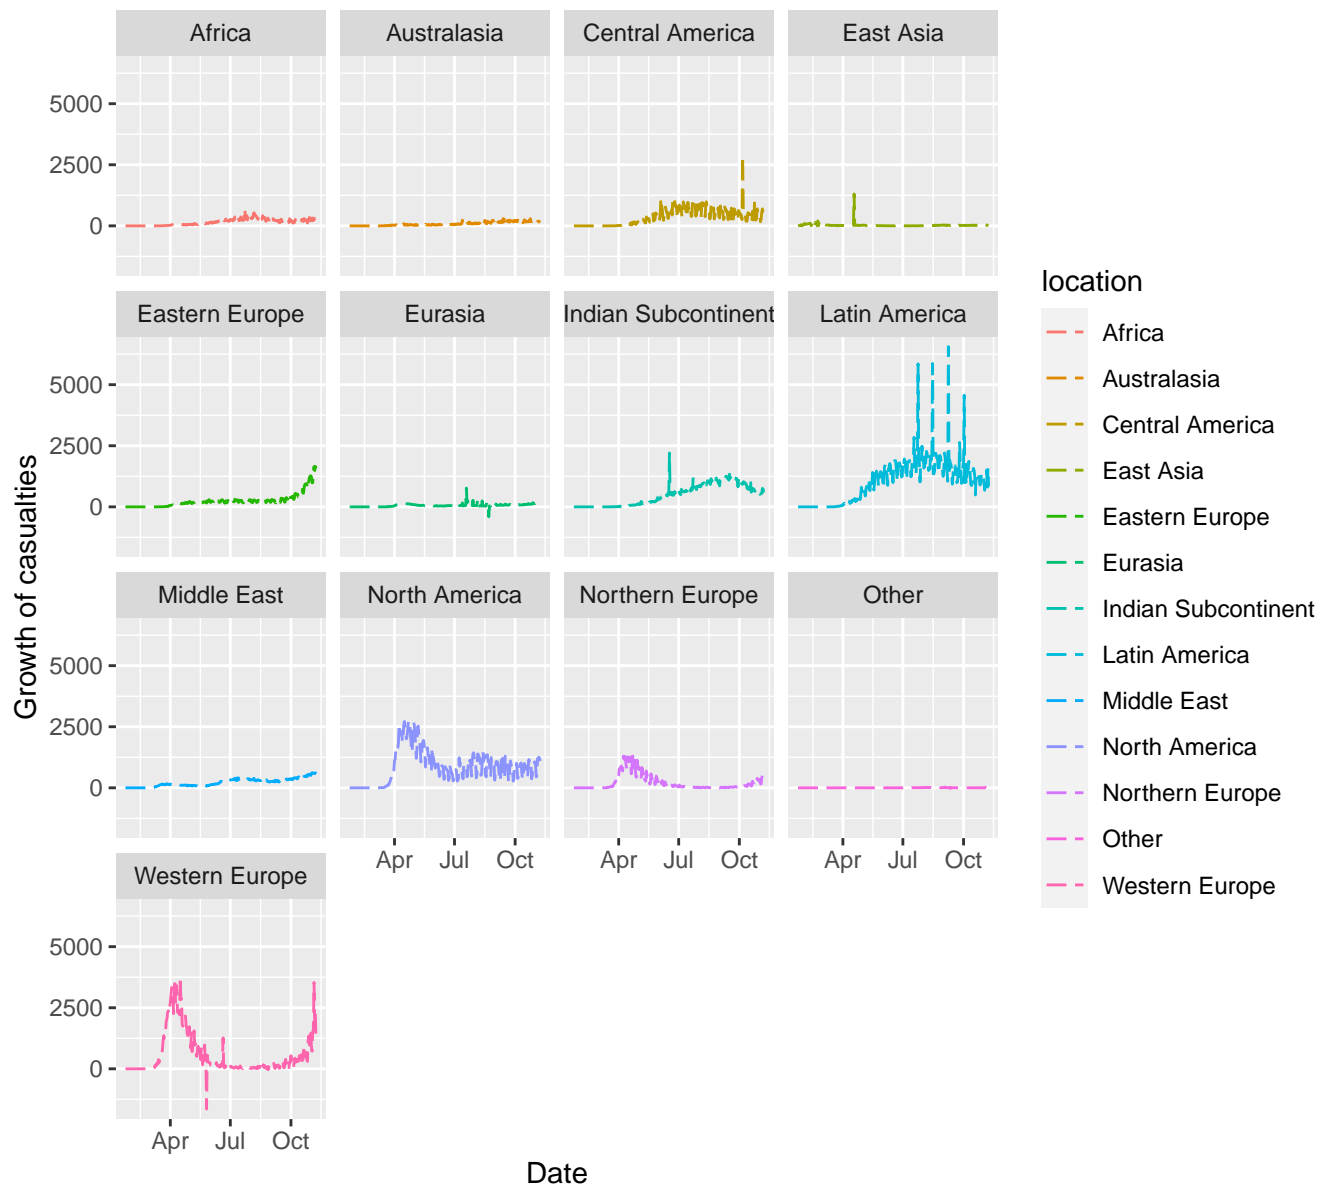 Africa
Australasia
Central America
East Asia
5000
2500
0
Eastern Europe
Eurasia
Indian Subcontinent
Latin America
5000
2500
0
Middle East
North America
Northern Europe
Other
5000
2500
0
Apr Jul Oct
Apr Jul Oct
Apr Jul Oct
Western Europe
5000
2500
0
Apr Jul Oct
Growth of casualties
Date
location
Africa
Australasia
Central America
East Asia
Eastern Europe
Eurasia
Indian Subcontinent
Latin America
Middle East
North America
Northern Europe
Other
Western Europe